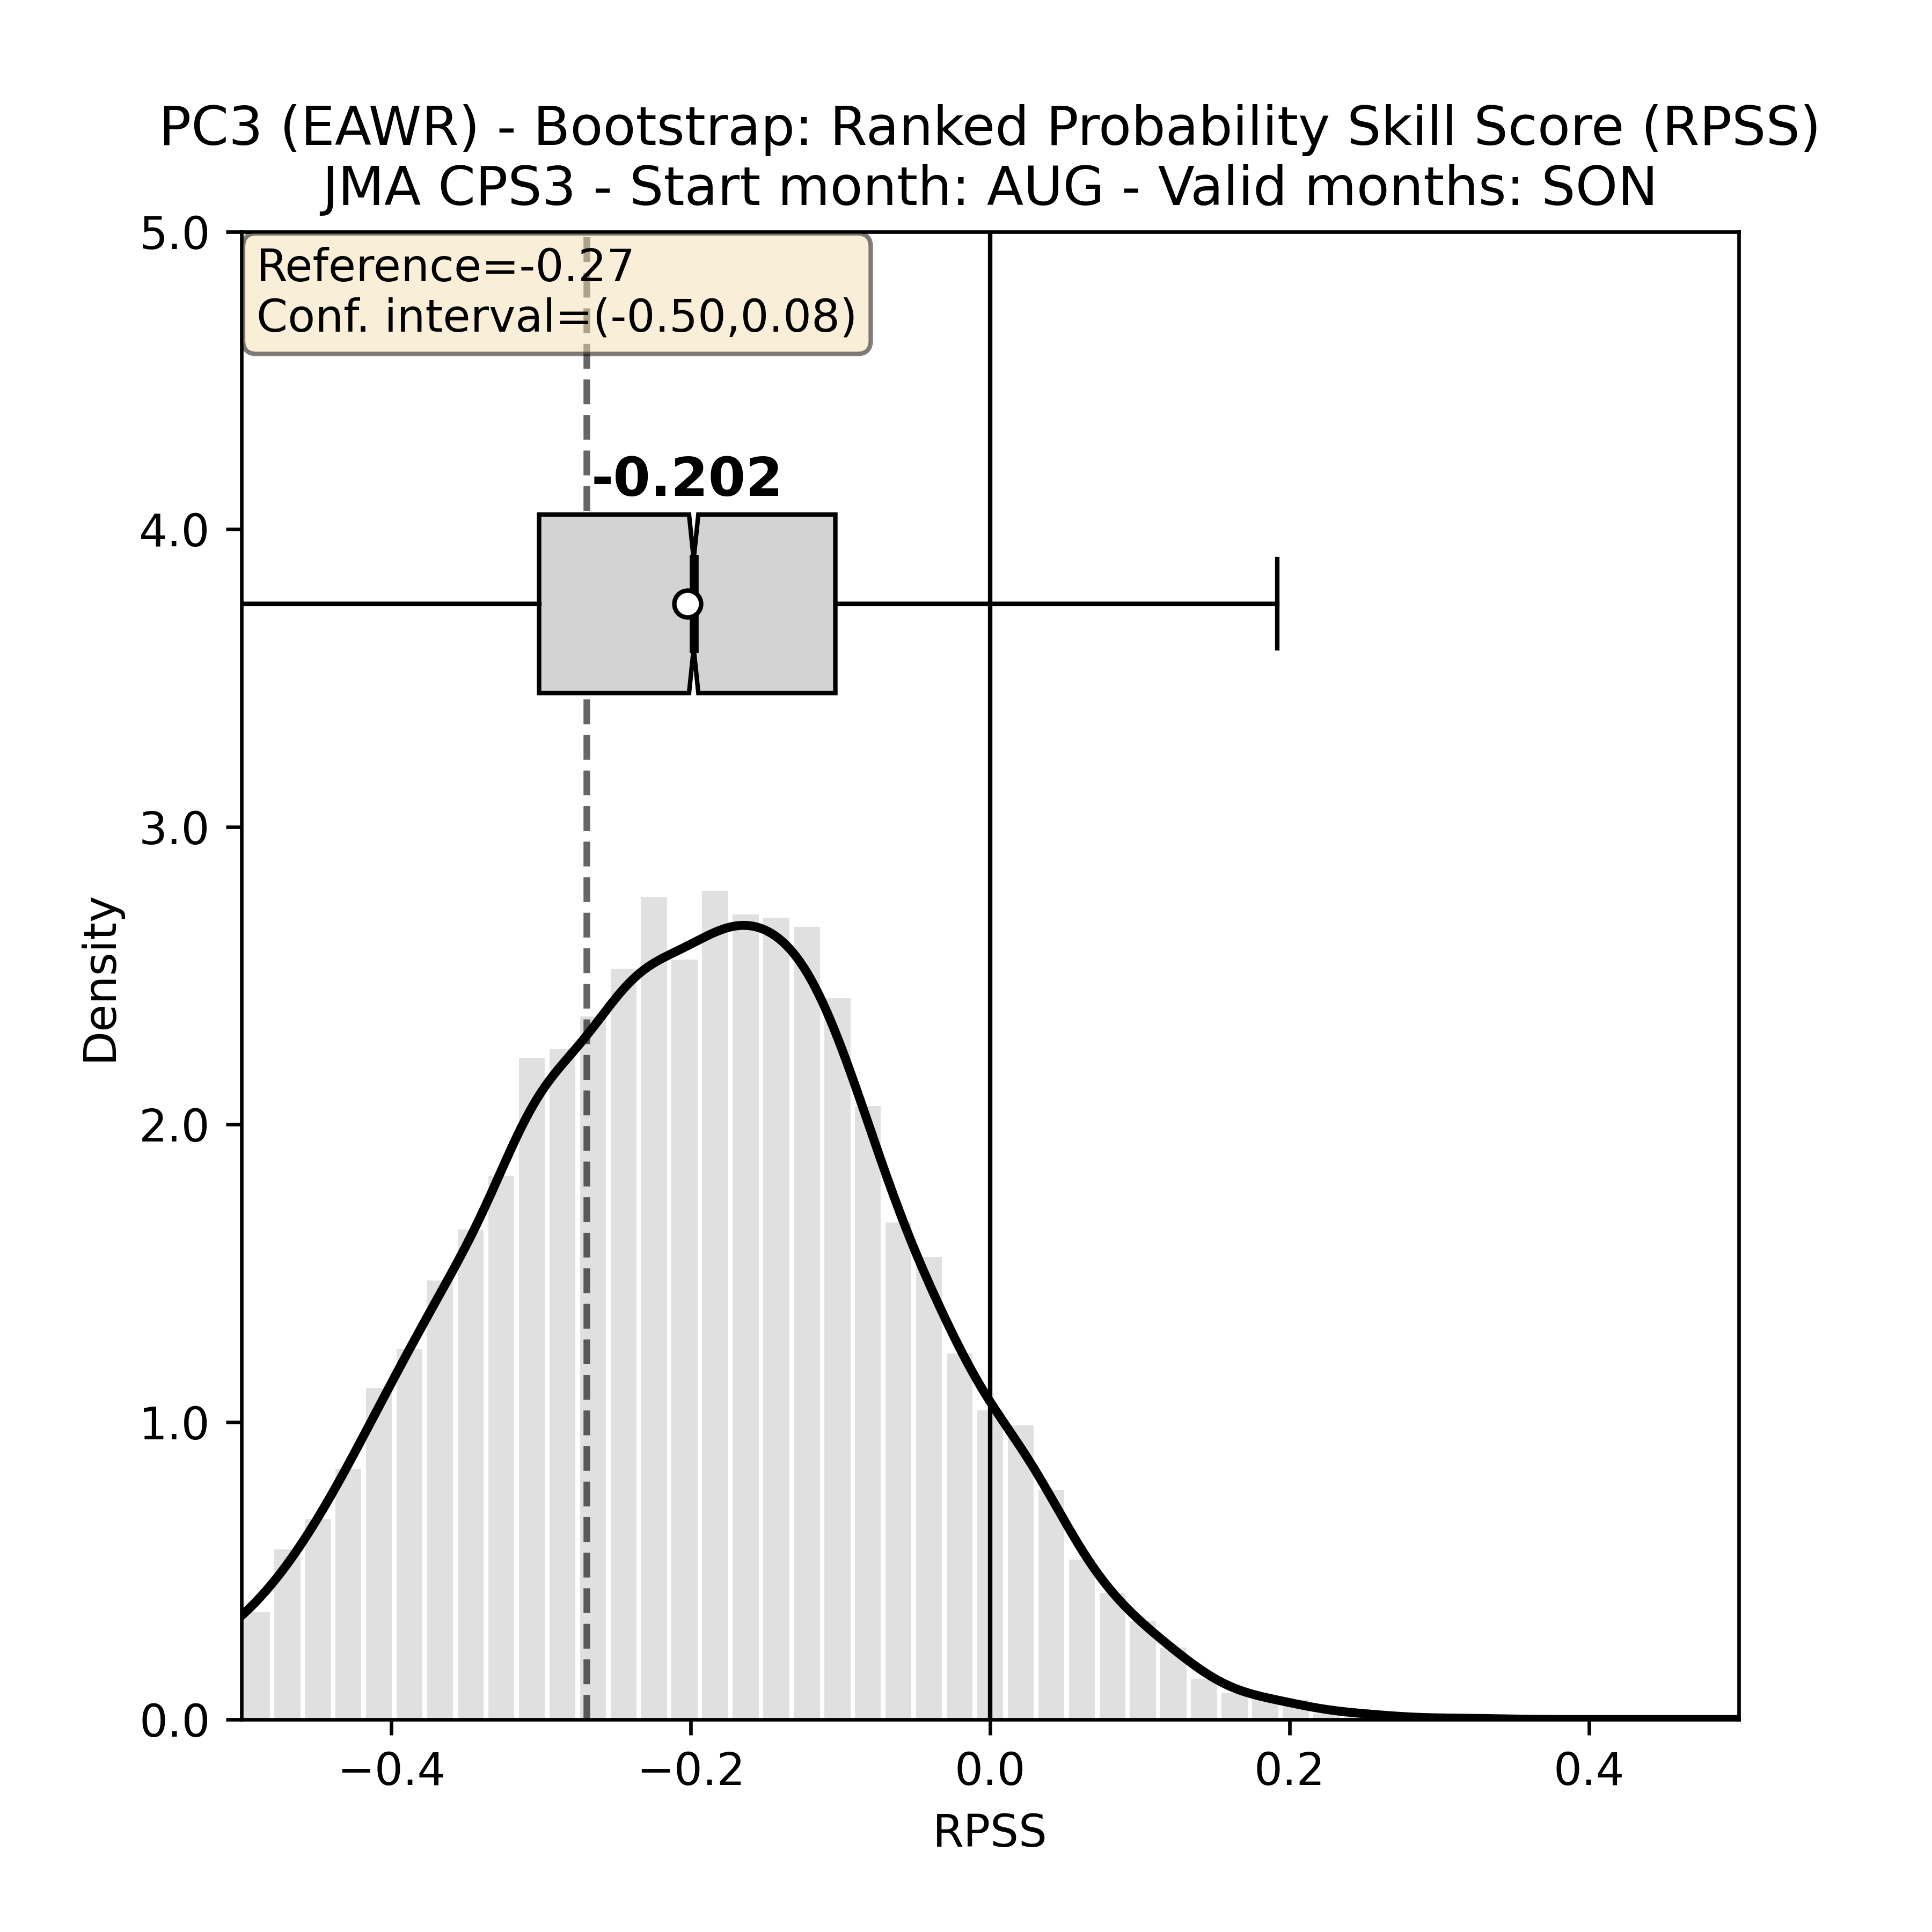 PC3 (EAWR) - Bootstrap: Ranked Probability Skill Score (RPSS)
JMA CPS3 - Start month: AUG - Valid months: SON
Reference=-0.27
Conf. interval=(-0.50,0.08)
-0.202
5.0
4.0
3.0
2.0
1.0
0.0
Density
−0.4 −0.2 0.0 0.2 0.4
RPSS